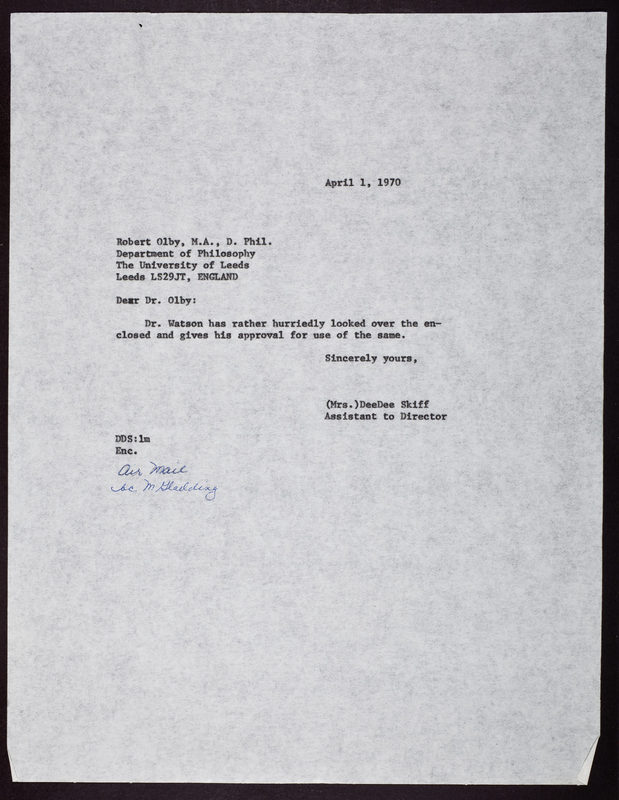 April 1, 1970
Robert Olby, M.A., D. Phil.
Department of Philosophy
The University of Leeds
Leeds LS29JT, ENGLAND
Dear Dr. Olby:
Dr. Watson has rather hurriedly looked over the en-
closed and gives his approval for use of the same.
Sincerely yours,
(Mrs.)DeeDee Skiff
Assistant to Director
DDS:lm
Enc.
Air Mail
bc M Gladding